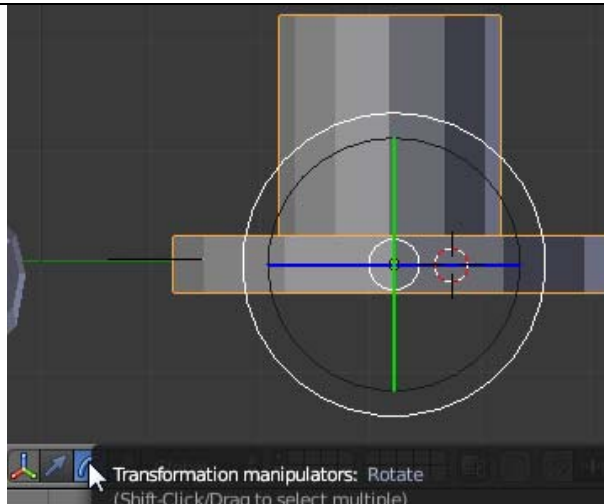 Transformation manipulators: Rotate
(Shift-Click/Drag to select multiple)